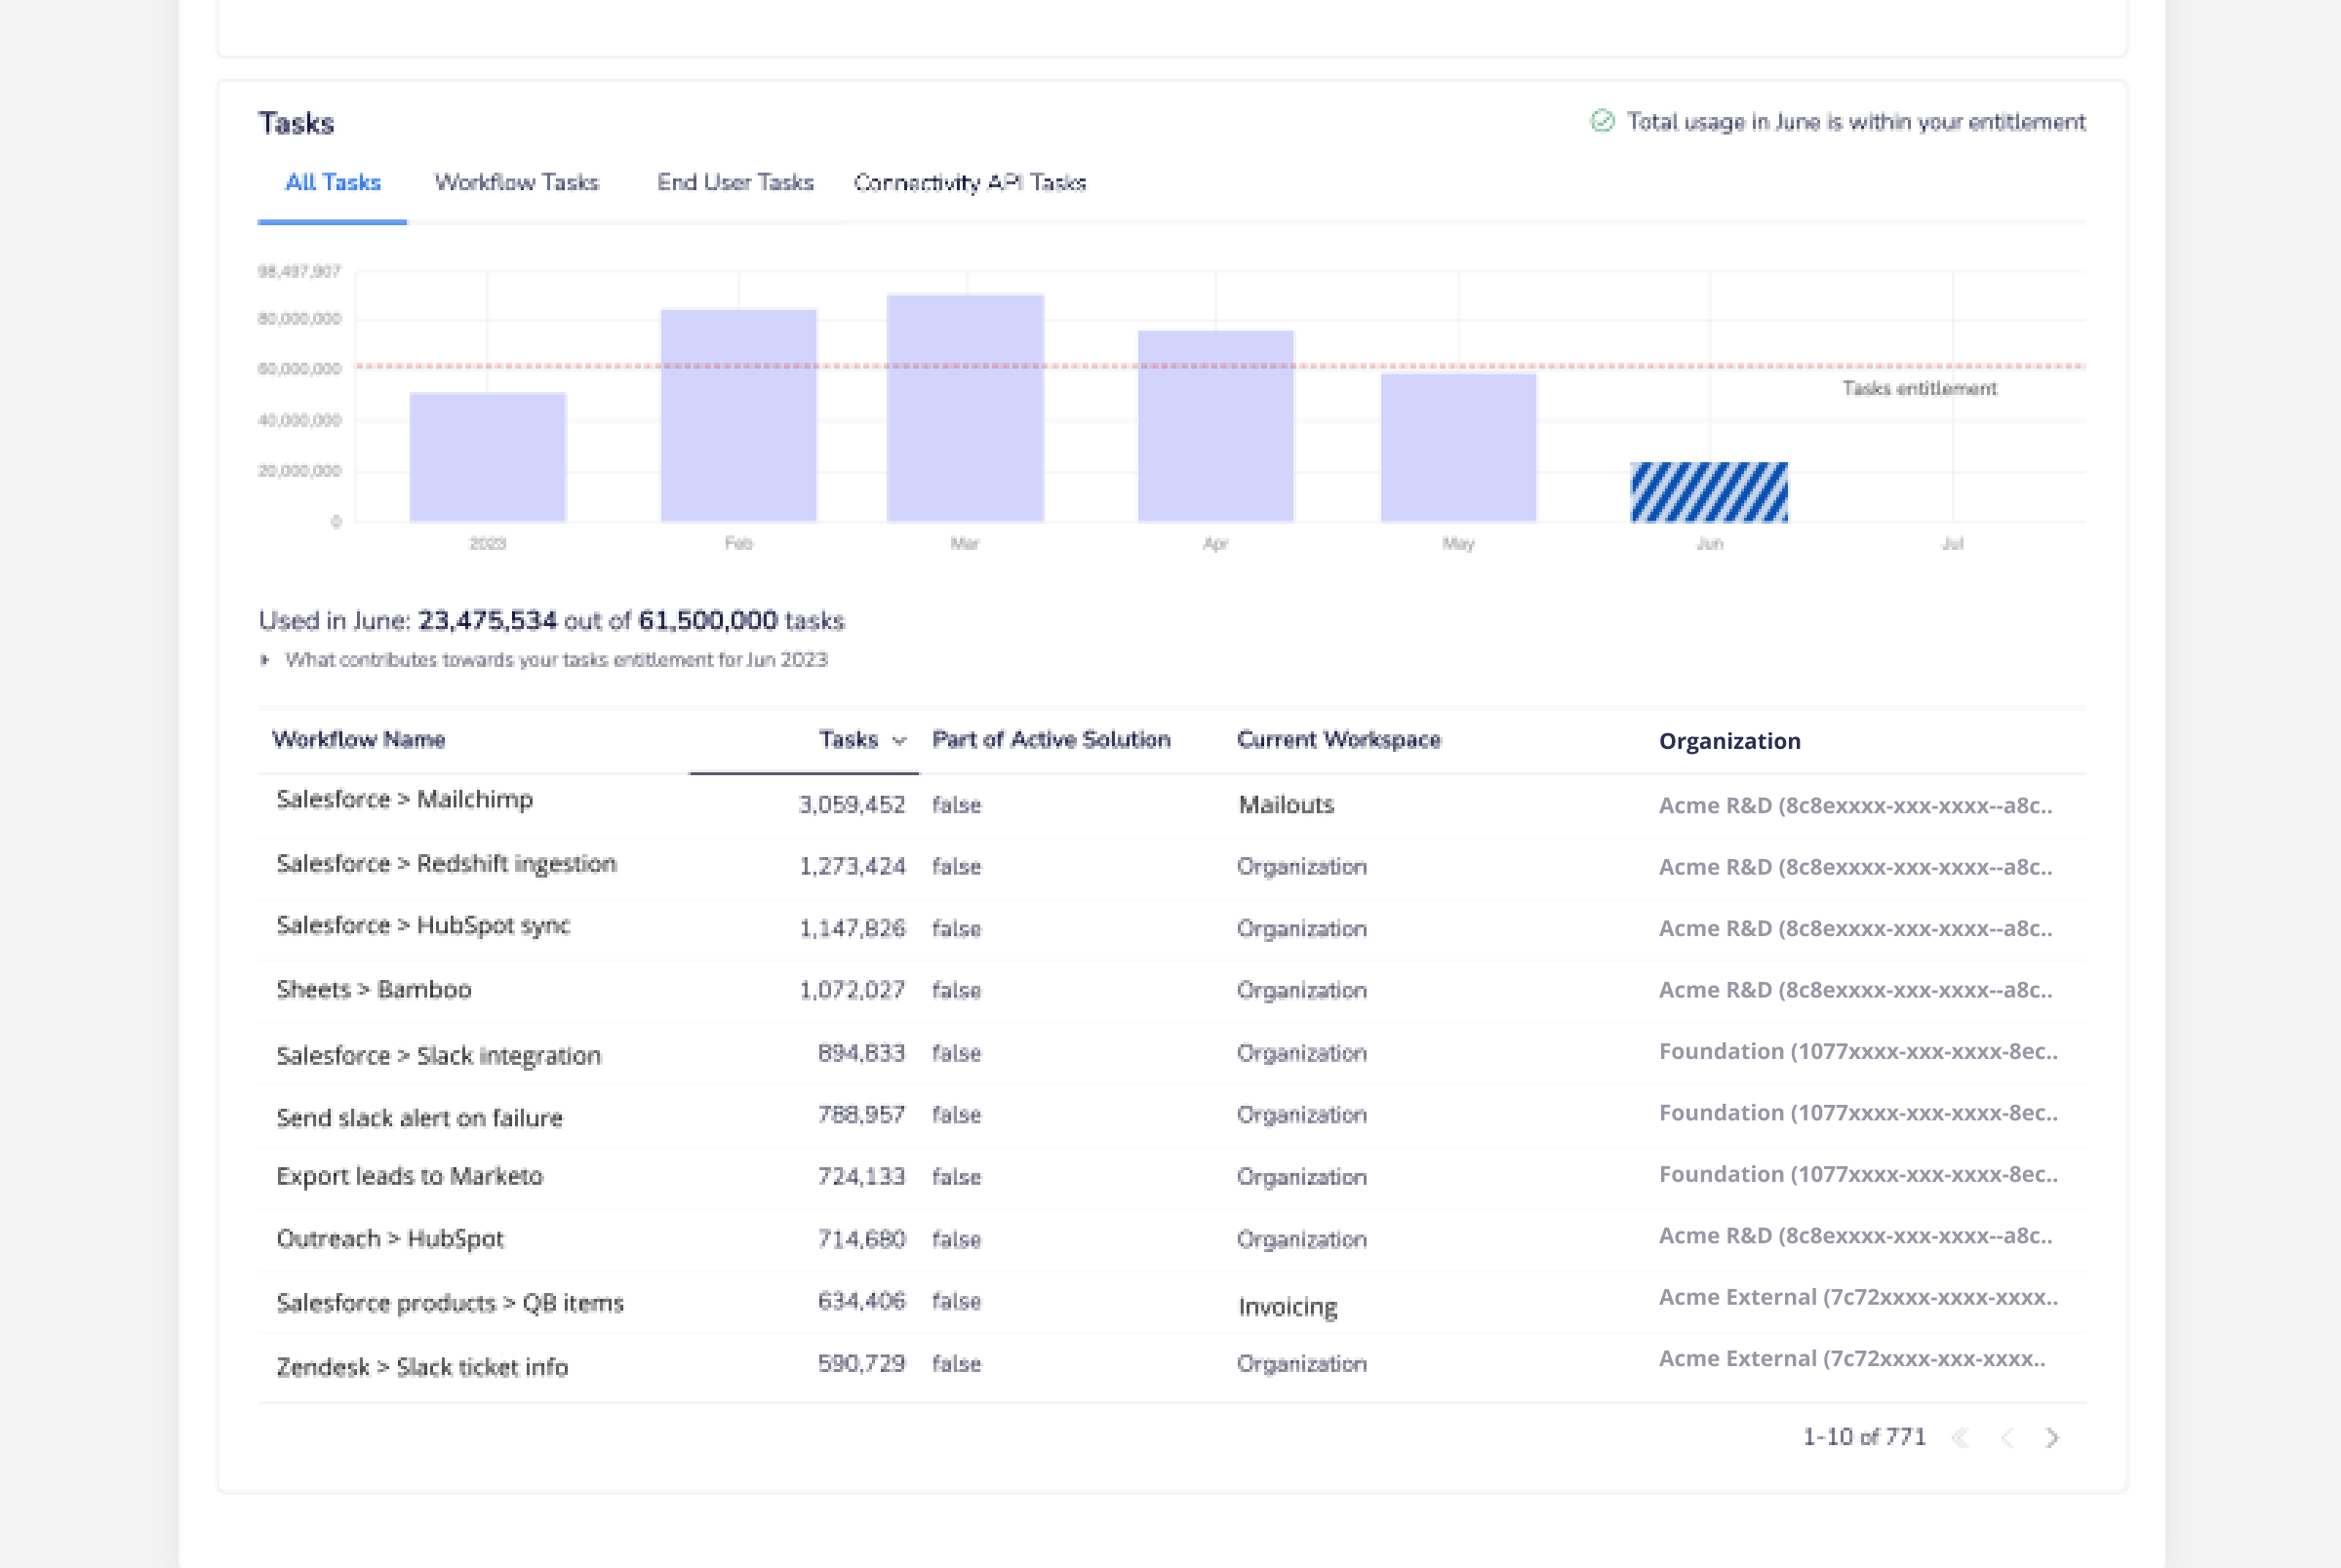 Tasks
Total usage in June is within your entitlement
All Tasks Workflow Tasks End User Tasks Connectivity API Tasks
98,497,907
80,000,000
60,000,000
Tasks entitlement
40,000,000
20,000,000
0
2023 Feb Mar Apr May Jun Jul
Used in June: 23,475,534 out of 61,500,000 tasks
What contributes towards your tasks entitlement for Jun 2023
Workflow Name Tasks Part of Active Solution Current Workspace Organization
Salesforce > Mailchimp 3,059,452 false Mailouts Acme R&D (8c8exxxx-xxx-xxxx--a8c..
Salesforce > Redshift ingestion 1,273,424 false Organization Acme R&D (8c8exxxx-xxx-xxxx--a8c..
Salesforce > HubSpot sync 1,147,826 false Organization Acme R&D (8c8exxxx-xxx-xxxx--a8c..
Sheets > Bamboo 1,072,027 false Organization Acme R&D (8c8exxxx-xxx-xxxx--a8c..
Salesforce > Slack integration 894,833 false Organization Foundation (1077xxxx-xxx-xxxx-8ec..
Send slack alert on failure 788,957 false Organization Foundation (1077xxxx-xxx-xxxx-8ec..
Export leads to Marketo 724,133 false Organization Foundation (1077xxxx-xxx-xxxx-8ec..
Outreach > HubSpot 714,680 false Organization Acme R&D (8c8exxxx-xxx-xxxx--a8c..
Salesforce products > QB items 634,406 false Invoicing Acme External (7c72xxxx-xxxx-xxxx..
Zendesk > Slack ticket info 590,729 false Organization Acme External (7c72xxxx-xxx-xxxx..
1-10 of 771